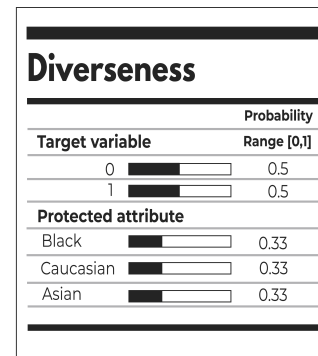 Diverseness
Probability
Target variable Range [0,1]
0 0.5
1 0.5
Protected attribute
Black 0.33
Caucasian 0.33
Asian 0.33